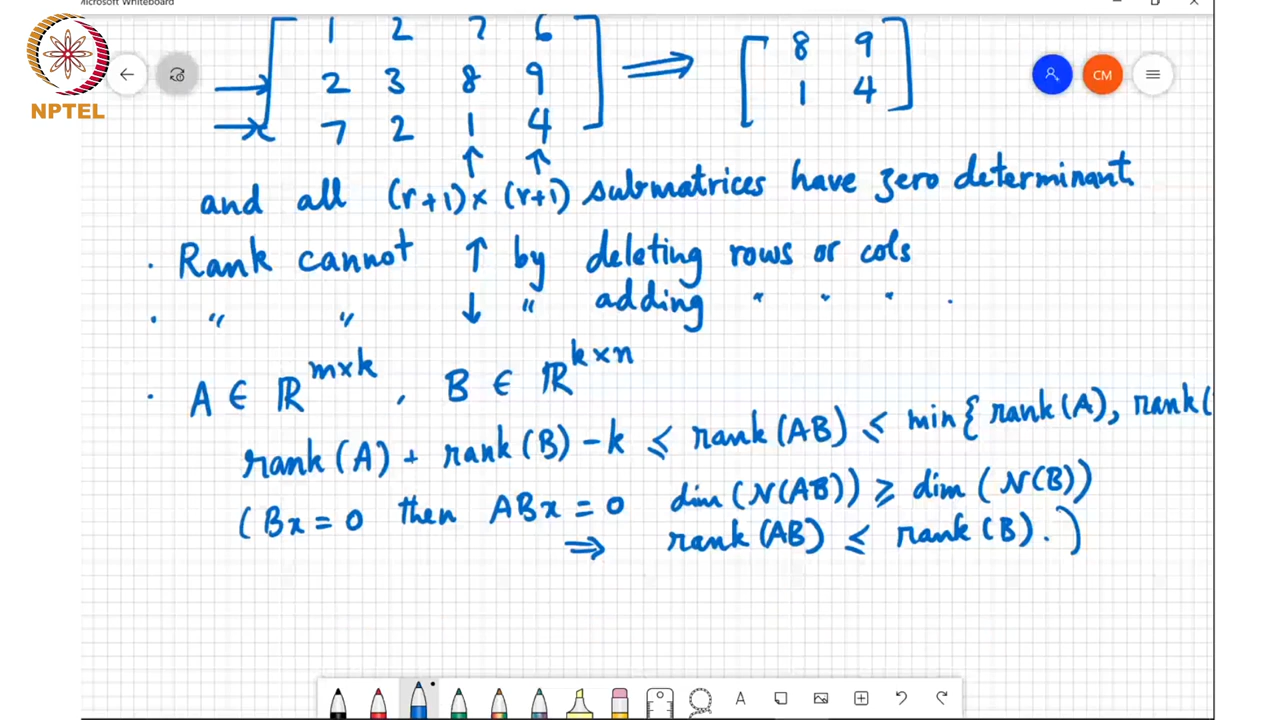 Microsoft Whiteboard
NPTEL
CM
1 2 7 6
2 3 8 9
7 2 1 4
⟹
8 9
1 4
and all (r+1) × (r+1) submatrices have zero determinant.
· Rank cannot ↑ by deleting rows or cols
· " " ↓ " adding " " " .
· A ∈ ℝ^{m×k}, B ∈ ℝ^{k×n}
rank(A) + rank(B) - k ≤ rank(AB) ≤ min{ rank(A), rank(
(Bx = 0 then ABx = 0 dim(N(AB)) ≥ dim(N(B))
⟹ rank(AB) ≤ rank(B).)